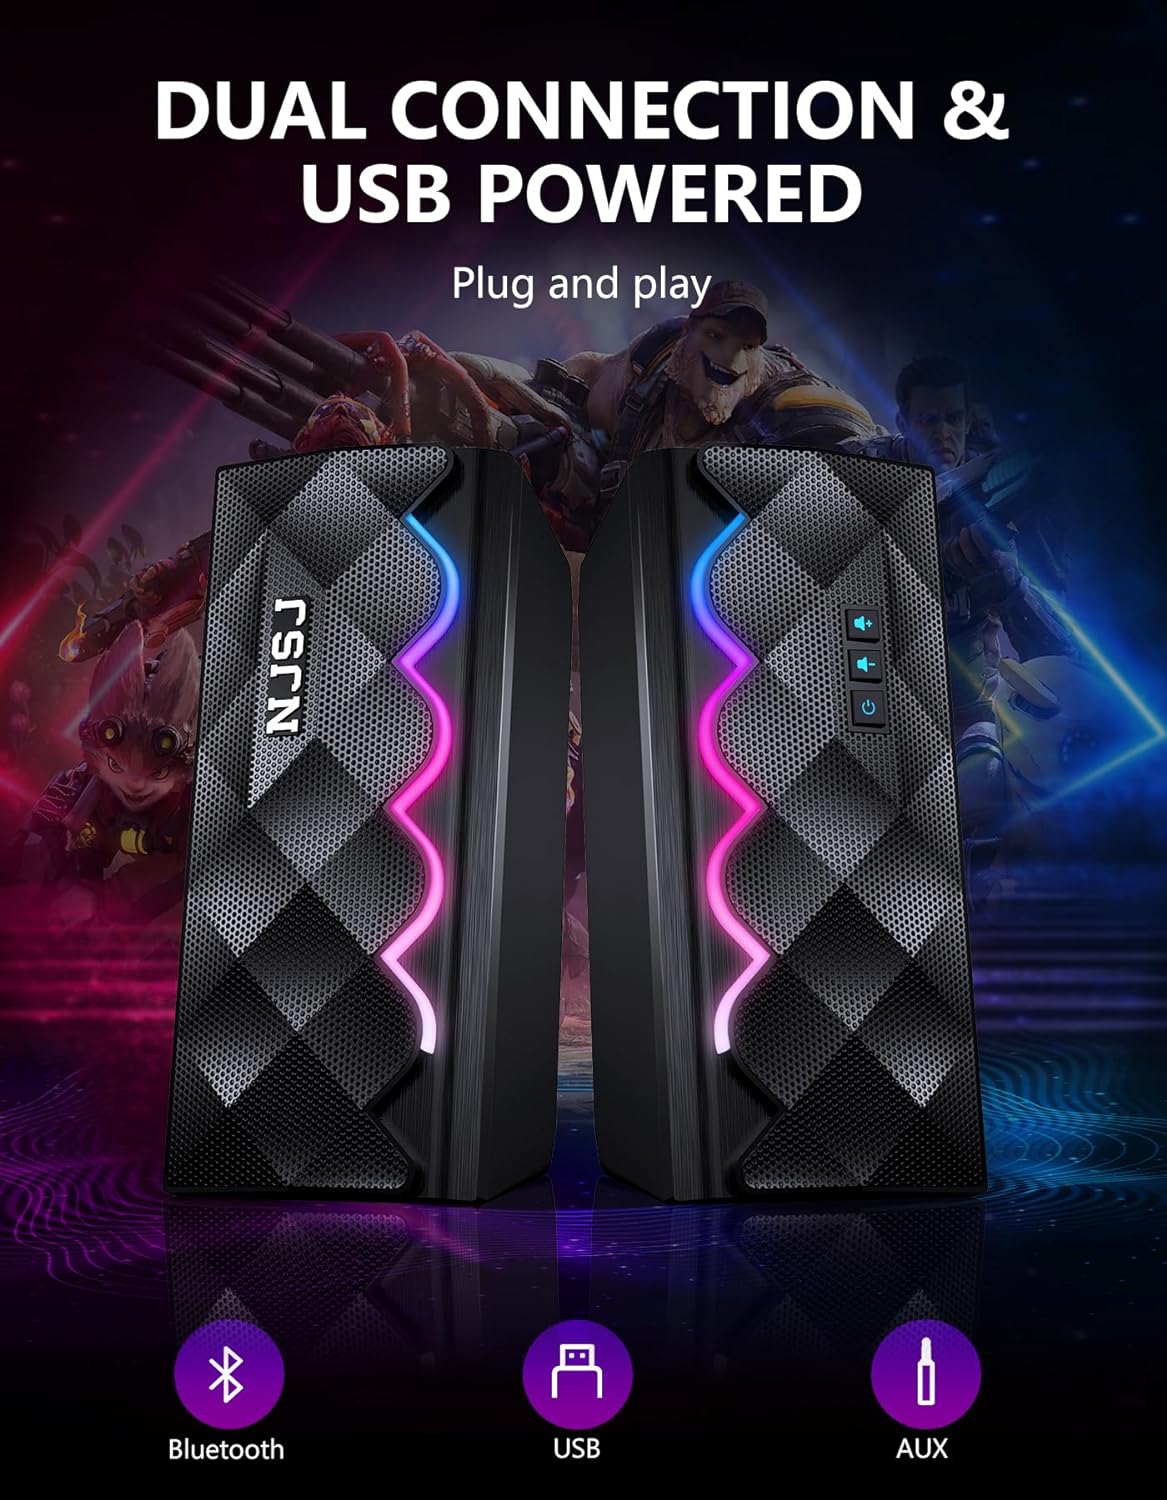 DUAL CONNECTION &
USB POWERED
Plug and play
NJSJ
Bluetooth
USB
AUX